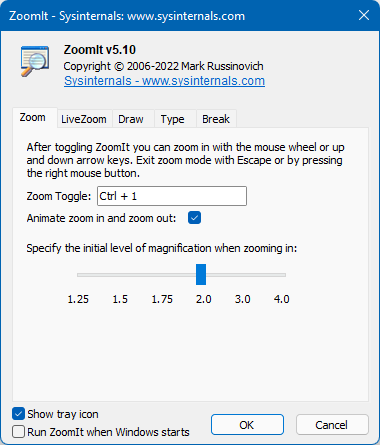 ZoomIt - Sysinternals: www.sysinternals.com
ZoomIt v5.10
Copyright © 2006-2022 Mark Russinovich
Sysinternals - www.sysinternals.com
Zoom LiveZoom Draw Type Break
After toggling ZoomIt you can zoom in with the mouse wheel or up
and down arrow keys. Exit zoom mode with Escape or by pressing
the right mouse button.
Zoom Toggle: Ctrl + 1
Animate zoom in and zoom out:
Specify the initial level of magnification when zooming in:
1.25 1.5 1.75 2.0 3.0 4.0
Show tray icon
Run ZoomIt when Windows starts
OK Cancel